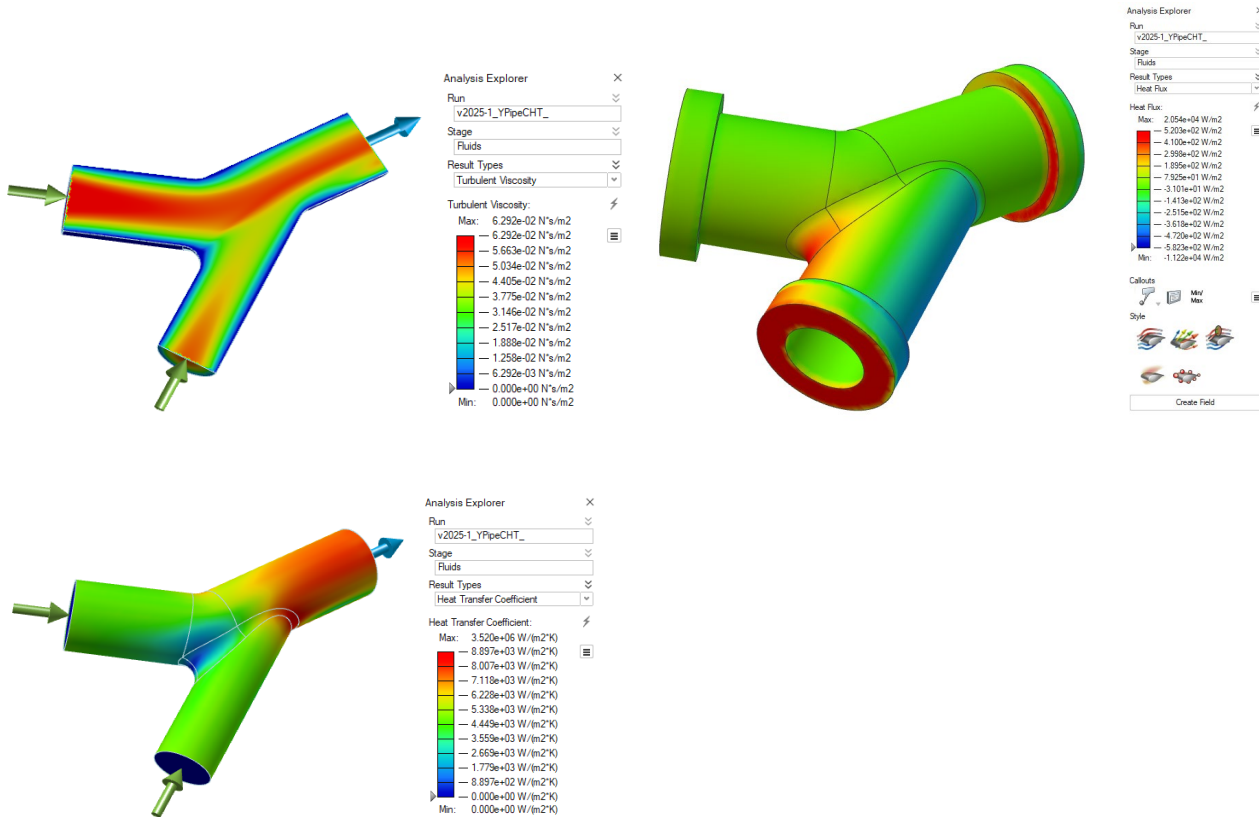 Analysis Explorer
Run
v2025-1_YPipeCHT_
Stage
Fluids
Result Types
Turbulent Viscosity
Turbulent Viscosity:
Max: 6.292e-02 N*s/m2
6.292e-02 N*s/m2
5.663e-02 N*s/m2
5.034e-02 N*s/m2
4.405e-02 N*s/m2
3.775e-02 N*s/m2
3.146e-02 N*s/m2
2.517e-02 N*s/m2
1.888e-02 N*s/m2
1.258e-02 N*s/m2
6.292e-03 N*s/m2
0.000e+00 N*s/m2
Min: 0.000e+00 N*s/m2
Analysis Explorer
Run
v2025-1_YPipeCHT_
Stage
Fluids
Result Types
Heat Flux
Heat Flux:
Max: 2.054e+04 W/m2
5.203e+02 W/m2
4.100e+02 W/m2
2.998e+02 W/m2
1.895e+02 W/m2
7.925e+01 W/m2
-3.101e+01 W/m2
-1.413e+02 W/m2
-2.515e+02 W/m2
-3.618e+02 W/m2
-4.720e+02 W/m2
-5.823e+02 W/m2
Min: -1.122e+04 W/m2
Callouts
Min/
Max
Style
Create Field
Analysis Explorer
Run
v2025-1_YPipeCHT_
Stage
Fluids
Result Types
Heat Transfer Coefficient
Heat Transfer Coefficient:
Max: 3.520e+06 W/(m2*K)
8.897e+03 W/(m2*K)
8.007e+03 W/(m2*K)
7.118e+03 W/(m2*K)
6.228e+03 W/(m2*K)
5.338e+03 W/(m2*K)
4.449e+03 W/(m2*K)
3.559e+03 W/(m2*K)
2.669e+03 W/(m2*K)
1.779e+03 W/(m2*K)
8.897e+02 W/(m2*K)
0.000e+00 W/(m2*K)
Min: 0.000e+00 W/(m2*K)